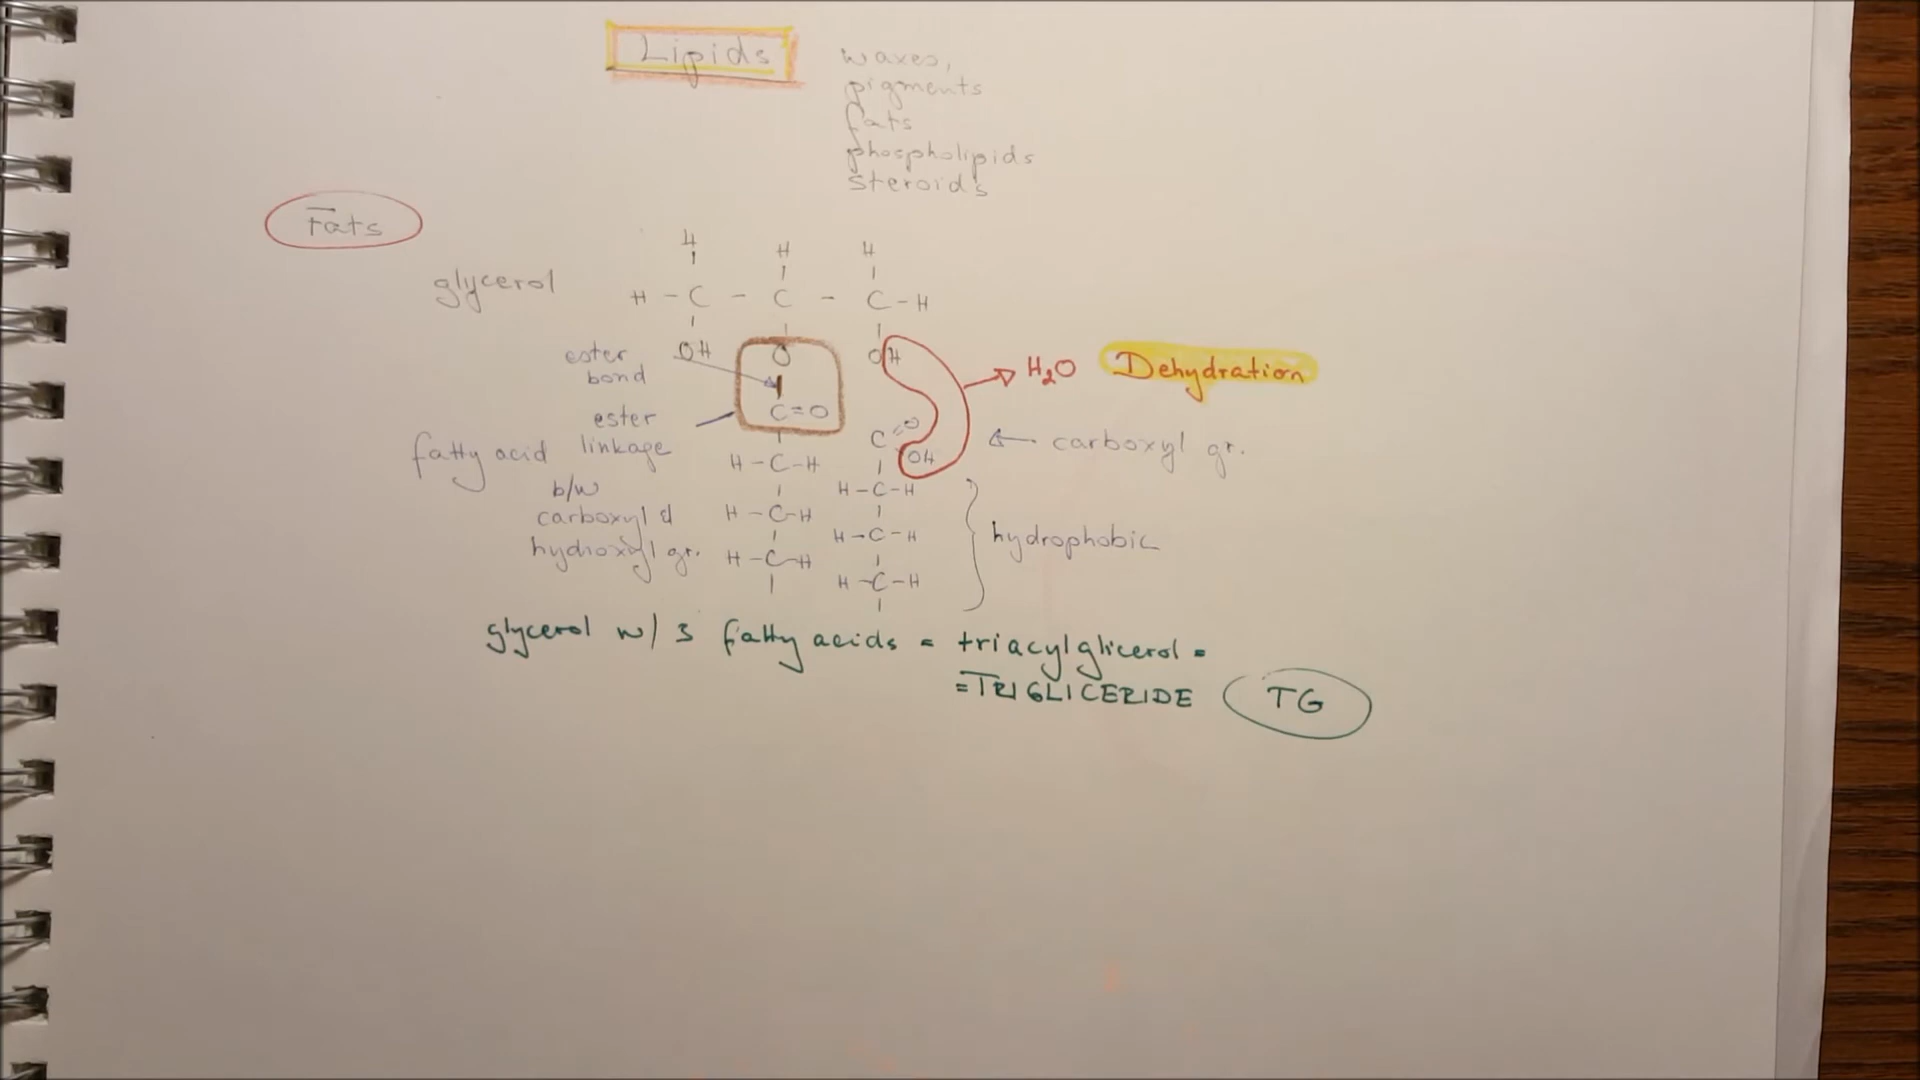 Lipids
waxes,
pigments
fats
phospholipids
steroids
Fats
glycerol
H H H
H - C - C - C - H
OH O OH
ester
bond
H₂O Dehydration
C=O
ester
linkage
fatty acid
C=O
OH
carboxyl gr.
b/w
carboxyl &
hydroxyl gr.
H-C-H H-C-H
H-C-H H-C-H
H-C-H H-C-H
hydrophobic
glycerol w/ 3 fatty acids = triacylglicerol =
=TRIGLICERIDE TG